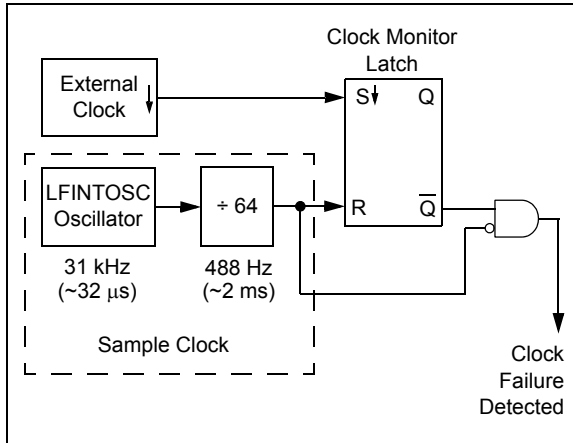 Clock Monitor
Latch
External
Clock
S
Q
LFINTOSC
Oscillator
÷ 64
R
Q̅
31 kHz
(~32 μs)
488 Hz
(~2 ms)
Sample Clock
Clock
Failure
Detected